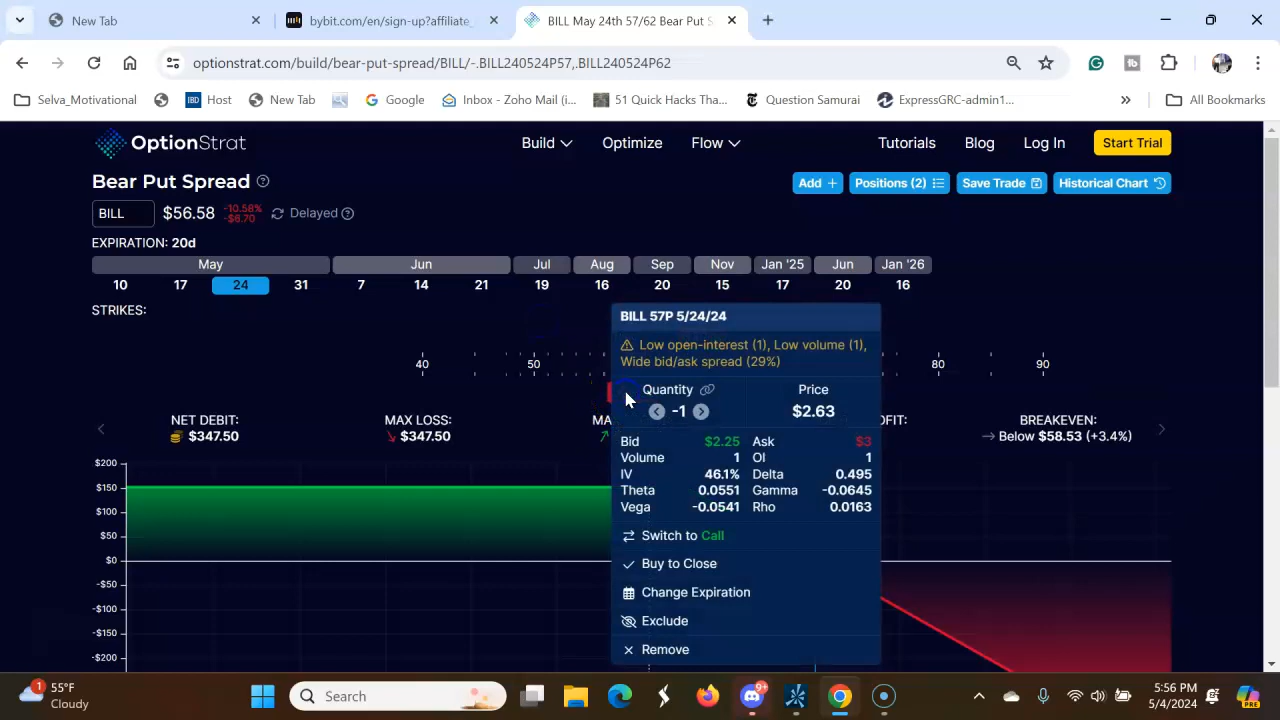 New Tab
bybit.com/en/sign-up?affiliate_
BILL May 24th 57/62 Bear Put S
optionstrat.com/build/bear-put-spread/BILL/-.BILL240524P57,.BILL240524P62
Selva_Motivational
IBD Host
New Tab
Google
Inbox - Zoho Mail (i...
51 Quick Hacks Tha...
Question Samurai
ExpressGRC-admin1...
All Bookmarks
OptionStrat
Build
Optimize
Flow
Tutorials
Blog
Log In
Start Trial
Bear Put Spread
Add +
Positions (2)
Save Trade
Historical Chart
BILL
$56.58
-10.58%
-$6.70
Delayed
EXPIRATION: 20d
May Jun Jul Aug Sep Nov Jan '25 Jun Jan '26
10 17 24 31 7 14 21 19 16 20 15 17 20 16
STRIKES:
40 50 80 90
BILL 57P 5/24/24
Low open-interest (1), Low volume (1),
Wide bid/ask spread (29%)
Quantity Price
-1 $2.63
Bid $2.25 Ask $3
Volume 1 OI 1
IV 46.1% Delta 0.495
Theta 0.0551 Gamma -0.0645
Vega -0.0541 Rho 0.0163
Switch to Call
Buy to Close
Change Expiration
Exclude
Remove
NET DEBIT:
$347.50
MAX LOSS:
$347.50
MA
OFIT:
BREAKEVEN:
Below $58.53 (+3.4%)
$200
$150
$100
$50
$0
-$50
-$100
-$150
-$200
1
55°F
Cloudy
Search
9+
5:56 PM
5/4/2024
PRE